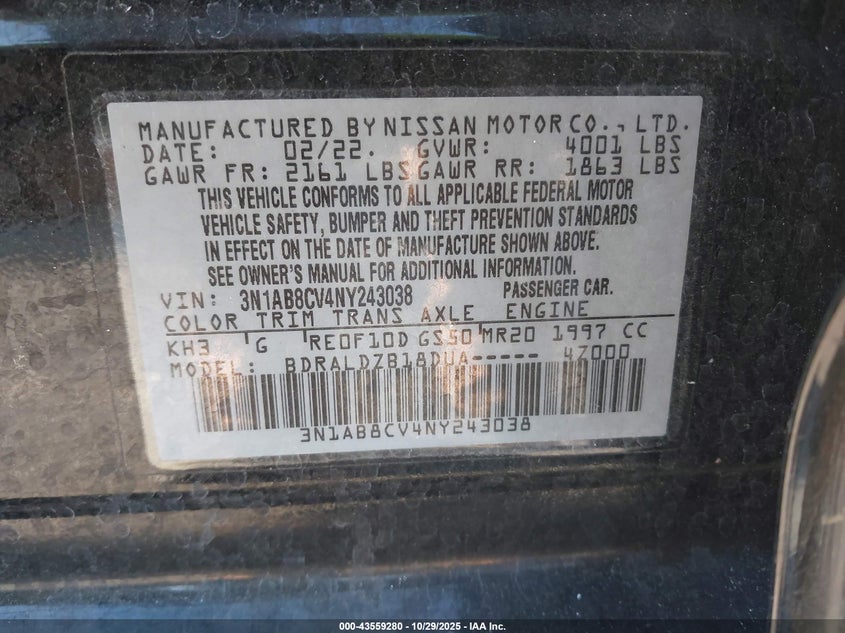 MANUFACTURED BY NISSAN MOTOR CO., LTD.
DATE: 02/22. GVWR: 4001 LBS
GAWR FR: 2161 LBS GAWR RR: 1863 LBS
THIS VEHICLE CONFORMS TO ALL APPLICABLE FEDERAL MOTOR
VEHICLE SAFETY, BUMPER AND THEFT PREVENTION STANDARDS
IN EFFECT ON THE DATE OF MANUFACTURE SHOWN ABOVE.
SEE OWNER'S MANUAL FOR ADDITIONAL INFORMATION.
VIN: 3N1AB8CV4NY243038 PASSENGER CAR.
COLOR TRIM TRANS AXLE ENGINE
KH3 G RE0F10D GS50 MR20 1997 CC
MODEL: BDRALDZB18DUA----- 47000
3N1AB8CV4NY243038
000-43559280 - 10/29/2025 - IAA Inc.